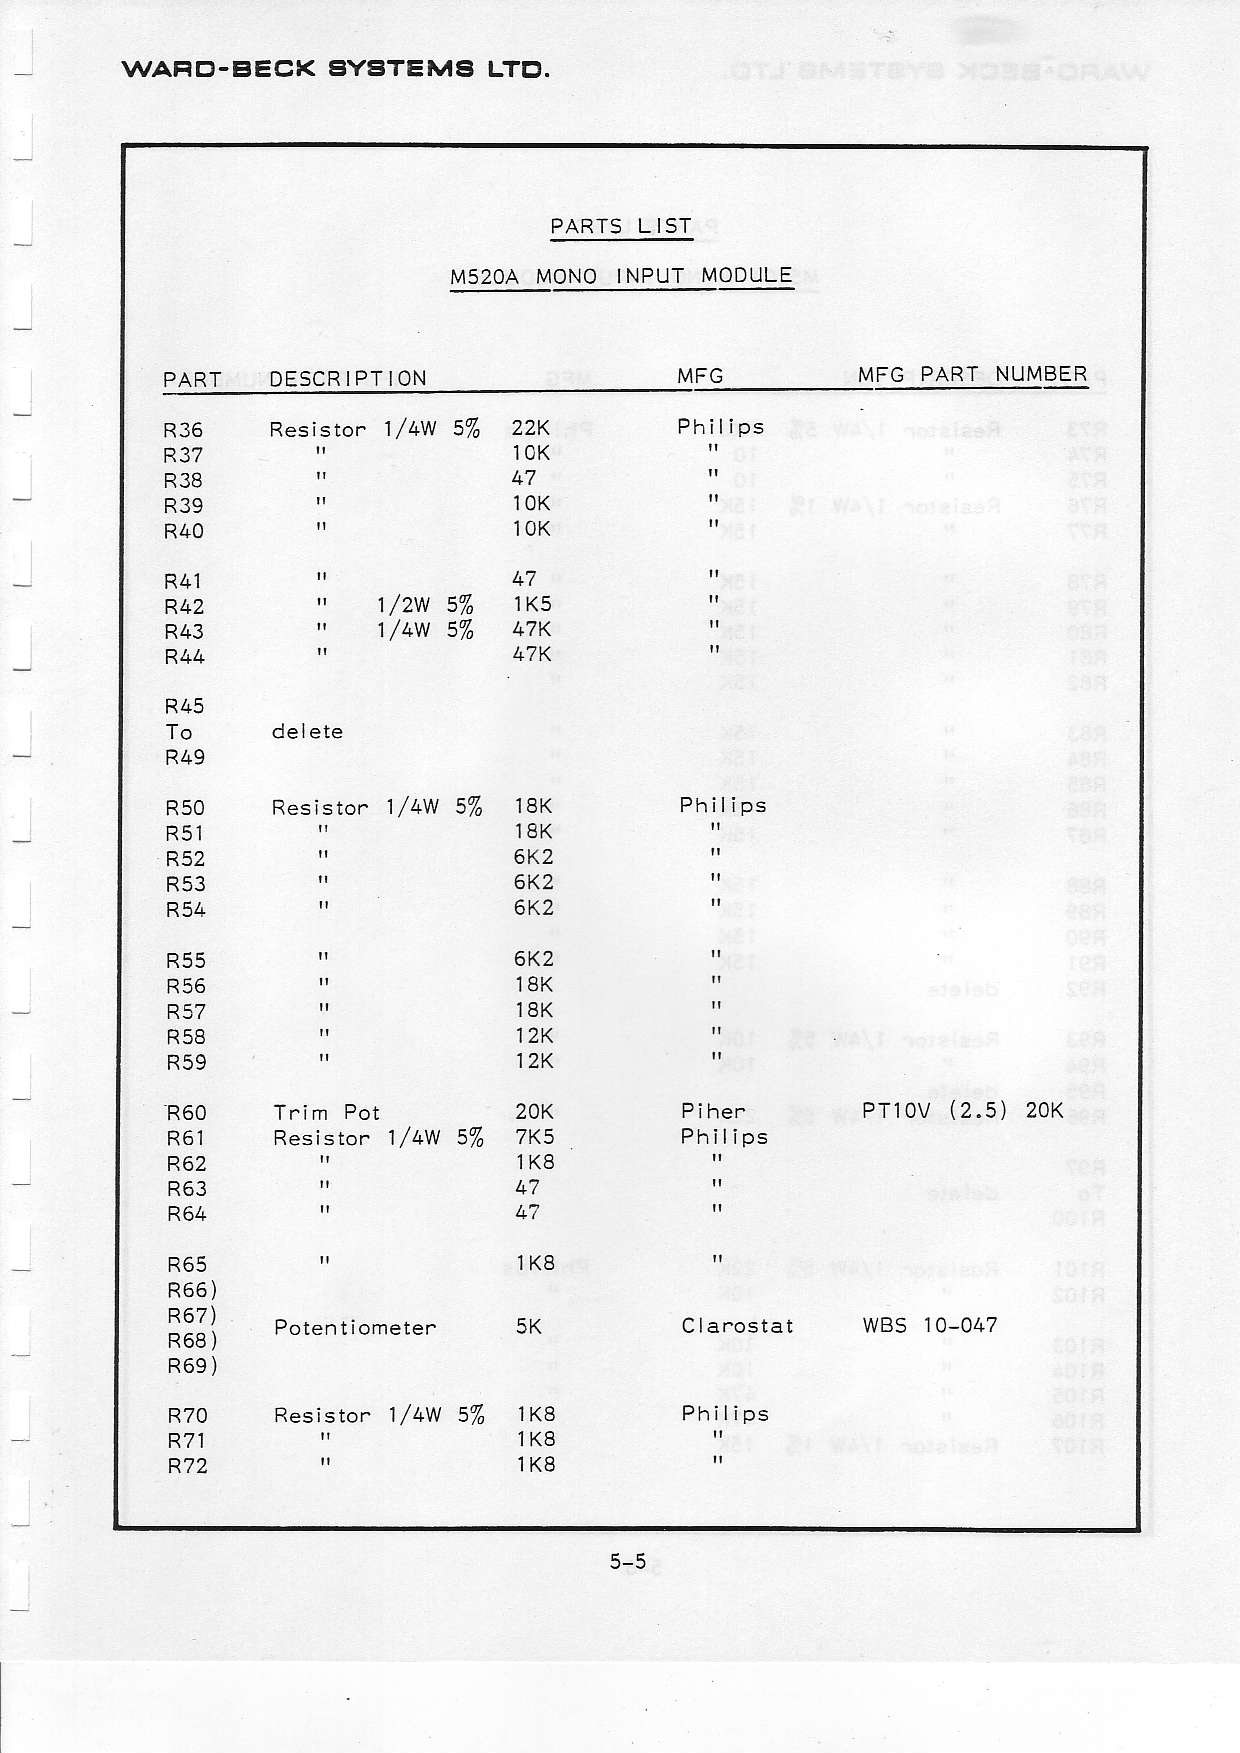 WARD-BECK SYSTEMS LTD.
PARTS LIST
M520A MONO INPUT MODULE
PART DESCRIPTION MFG MFG PART NUMBER
R36 Resistor 1/4W 5% 22K Philips
R37 " 10K "
R38 " 47 "
R39 " 10K "
R40 " 10K "
R41 " 47 "
R42 " 1/2W 5% 1K5 "
R43 " 1/4W 5% 47K "
R44 " 47K "
R45
To delete
R49
R50 Resistor 1/4W 5% 18K Philips
R51 " 18K "
R52 " 6K2 "
R53 " 6K2 "
R54 " 6K2 "
R55 " 6K2 "
R56 " 18K "
R57 " 18K "
R58 " 12K "
R59 " 12K "
R60 Trim Pot 20K Piher PT10V (2.5) 20K
R61 Resistor 1/4W 5% 7K5 Philips
R62 " 1K8 "
R63 " 47 "
R64 " 47 "
R65 " 1K8 "
R66)
R67)
Potentiometer 5K Clarostat WBS 10-047
R68)
R69)
R70 Resistor 1/4W 5% 1K8 Philips
R71 " 1K8 "
R72 " 1K8 "
5-5